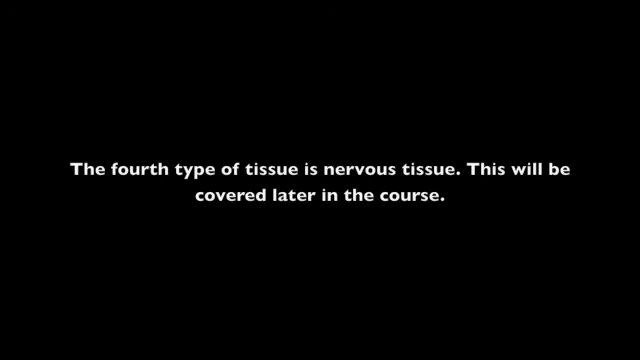 The fourth type of tissue is nervous tissue. This will be
covered later in the course.